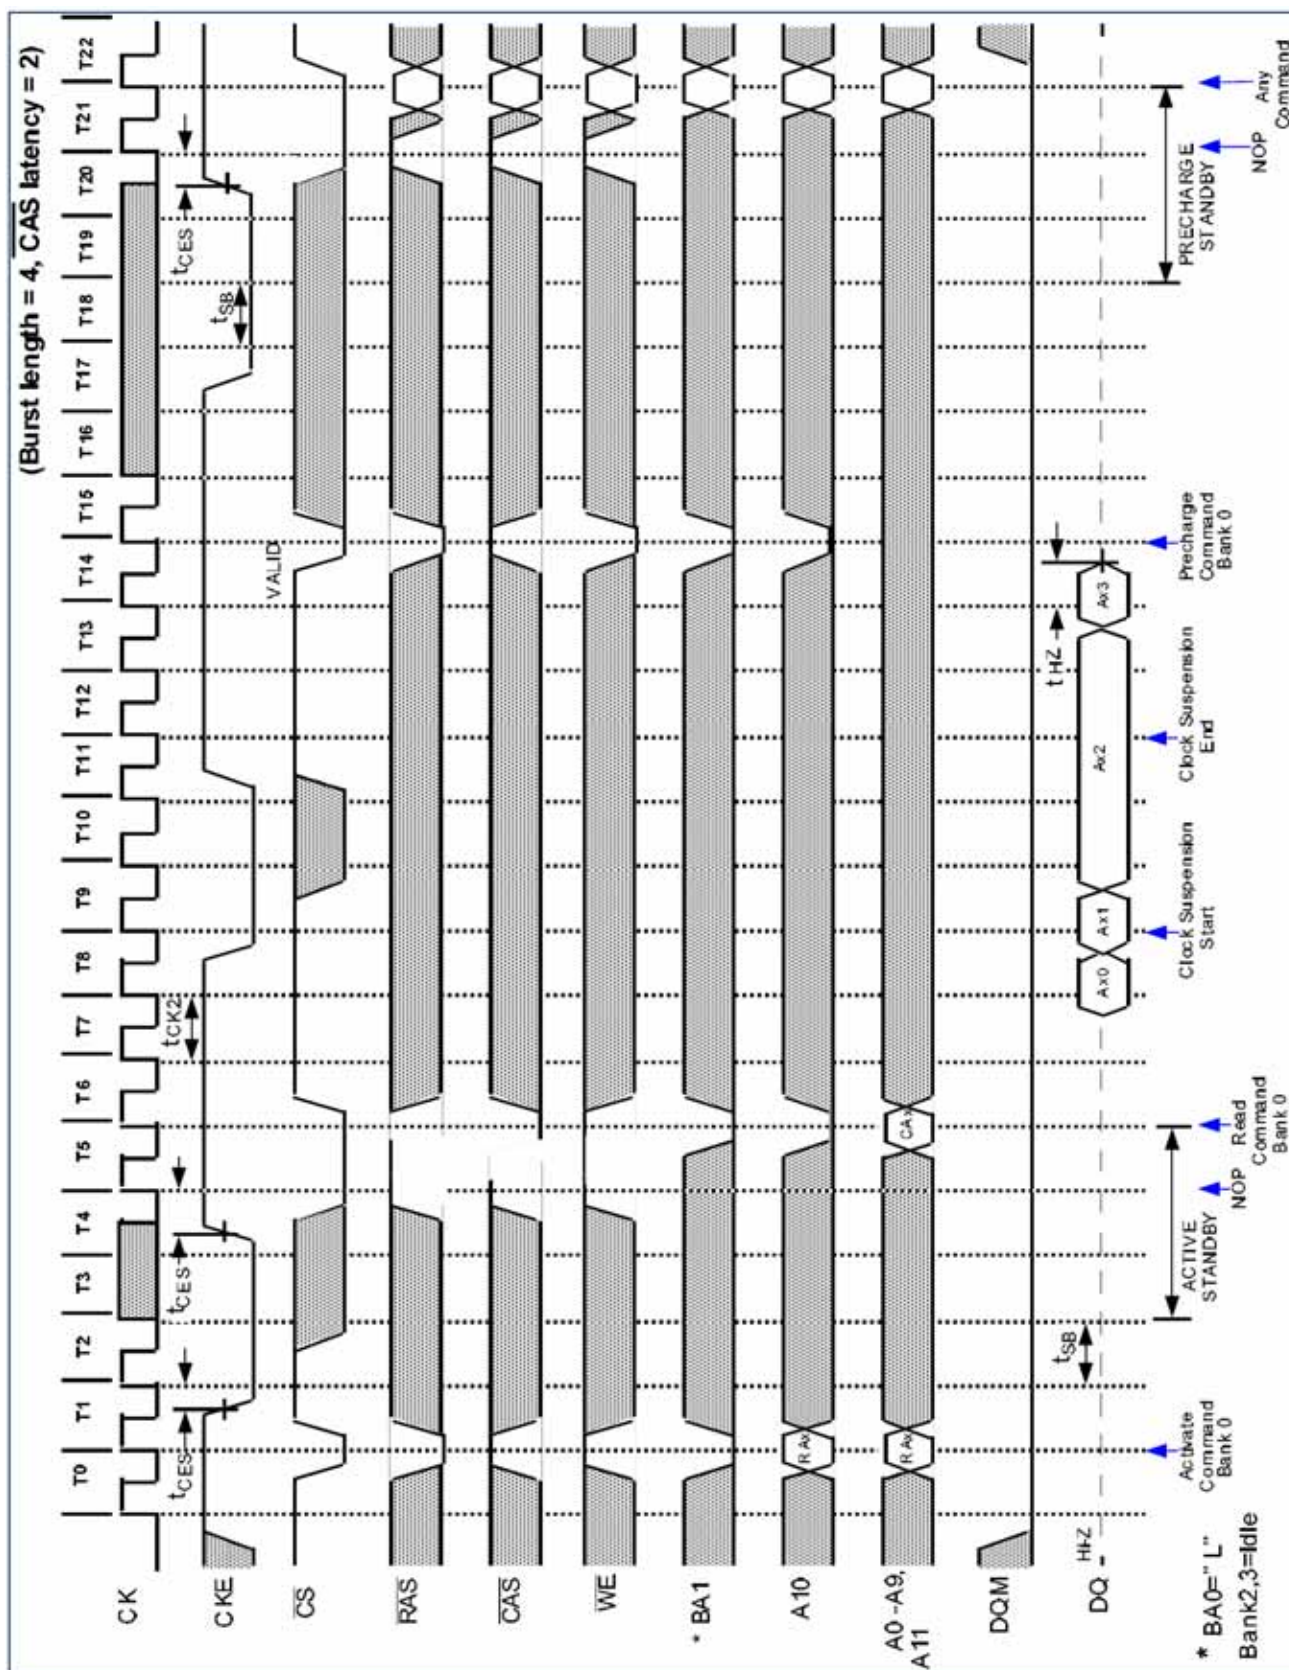 (Burst length = 4, CAS latency = 2)
T0 T1 T2 T3 T4 T5 T6 T7 T8 T9 T10 T11 T12 T13 T14 T15 T16 T17 T18 T19 T20 T21 T22
CK
tCES
tCES
tCES
tCK2
CKE
tSB
VALID
CS
RAS
CAS
WE
* BA1
A10
RAx
A0 -A9,
A11
RAx
CAx
DQM
tSB
tHZ
DQ
HI-Z
Ax0
Ax1
Ax2
Ax3
ACTIVE
STANDBY
PRECHARGE
STANDBY
Activate
Command
Bank 0
NOP
Read
Command
Bank 0
Clock Suspension
Start
Clock Suspension
End
Precharge
Command
Bank 0
NOP
Any
Command
* BA0=" L"
Bank2,3=Idle